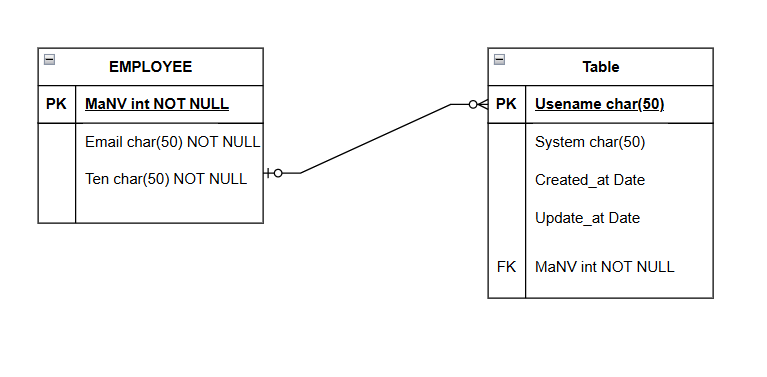 EMPLOYEE
PK MaNV int NOT NULL
Email char(50) NOT NULL
Ten char(50) NOT NULL
Table
PK Usename char(50)
System char(50)
Created_at Date
Update_at Date
FK MaNV int NOT NULL